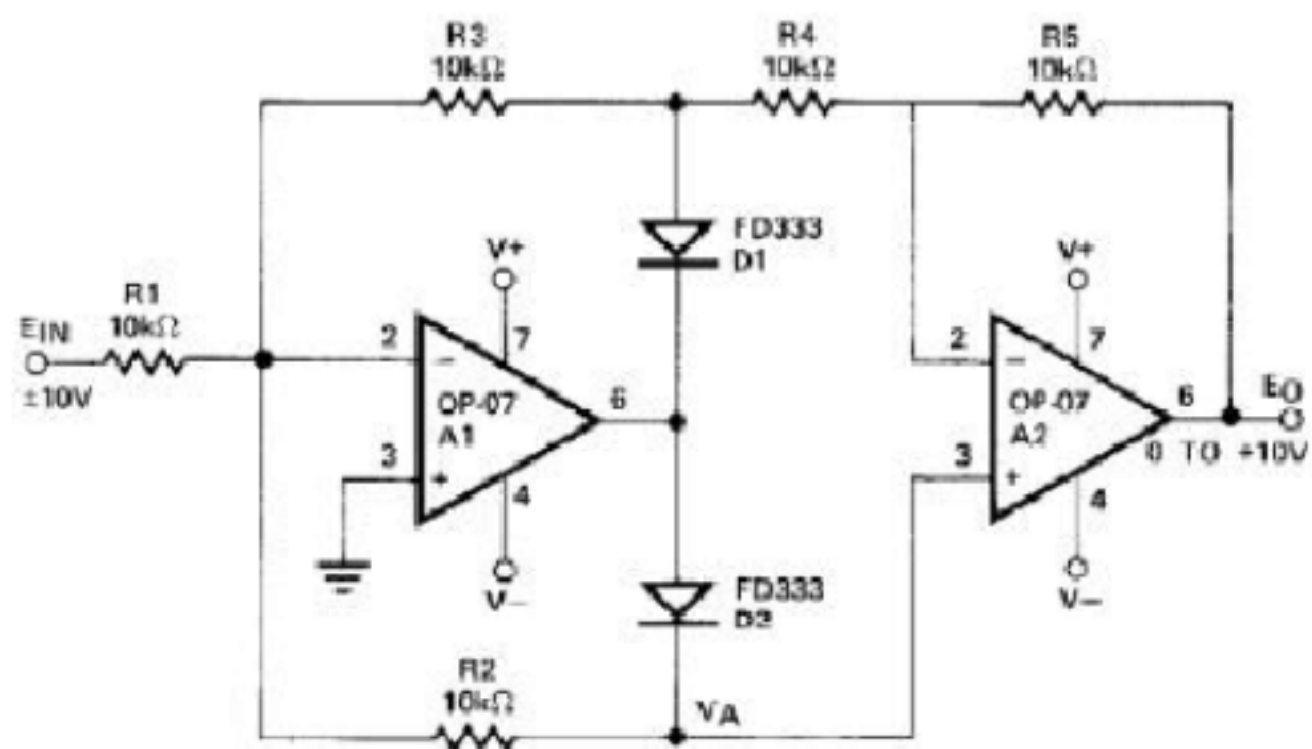 R3
10kΩ
R4
10kΩ
R5
10kΩ
FD333
D1
V+
V+
R1
10kΩ
EIN
±10V
2
7
−
OP-07
A1
6
3
+
4
V−
2
7
−
OP-07
A2
6
EO
0 TO +10V
3
+
4
V−
FD333
D2
R2
10kΩ
VA